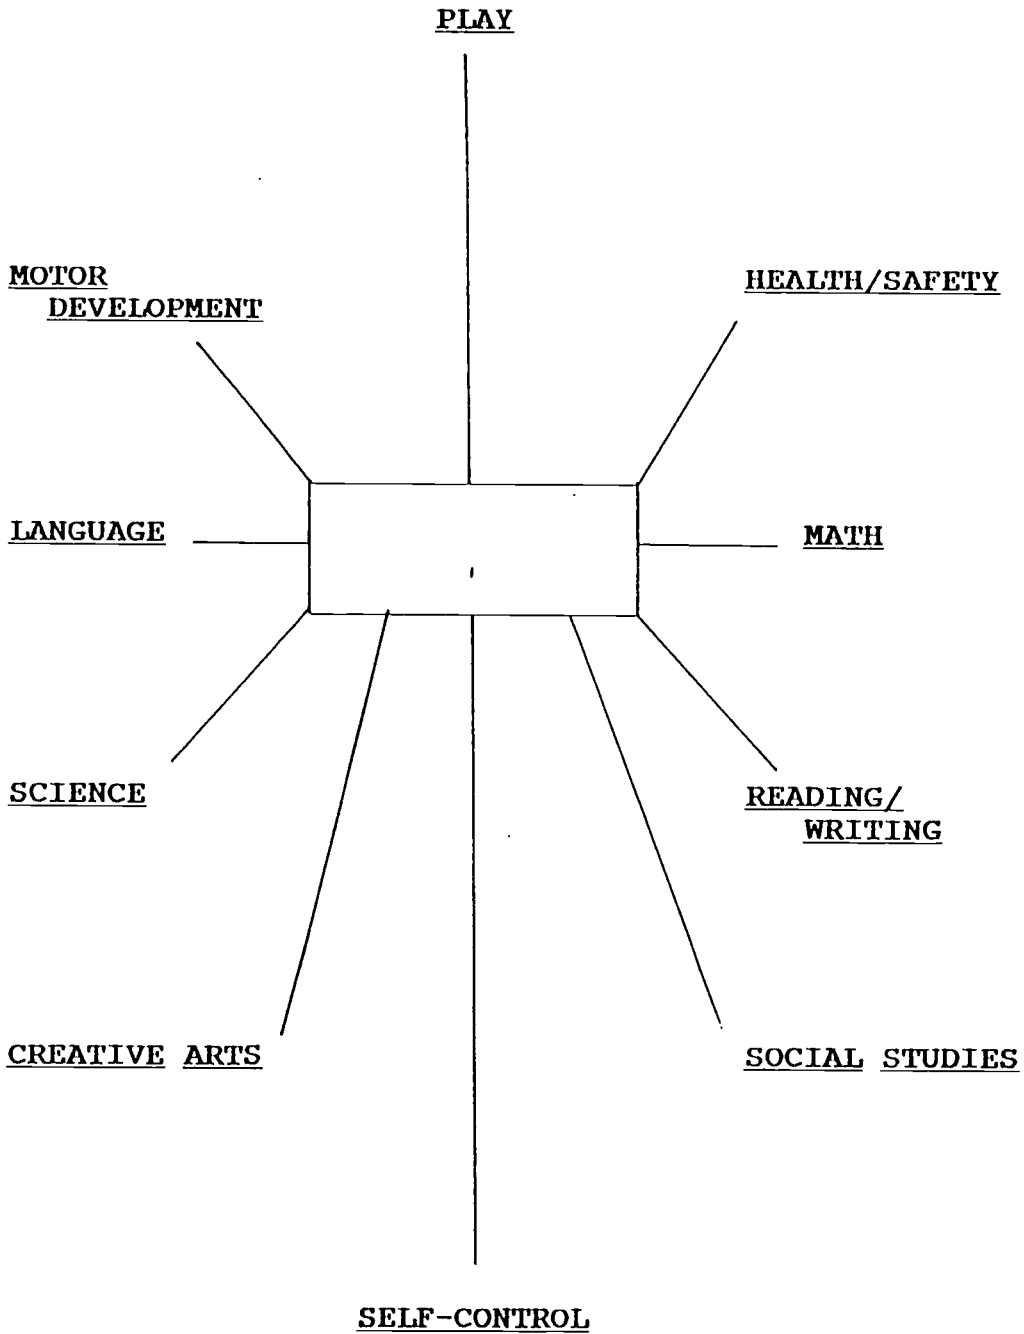 PLAY
MOTOR
DEVELOPMENT
HEALTH/SAFETY
LANGUAGE
MATH
SCIENCE
READING/
WRITING
CREATIVE ARTS
SOCIAL STUDIES
SELF-CONTROL